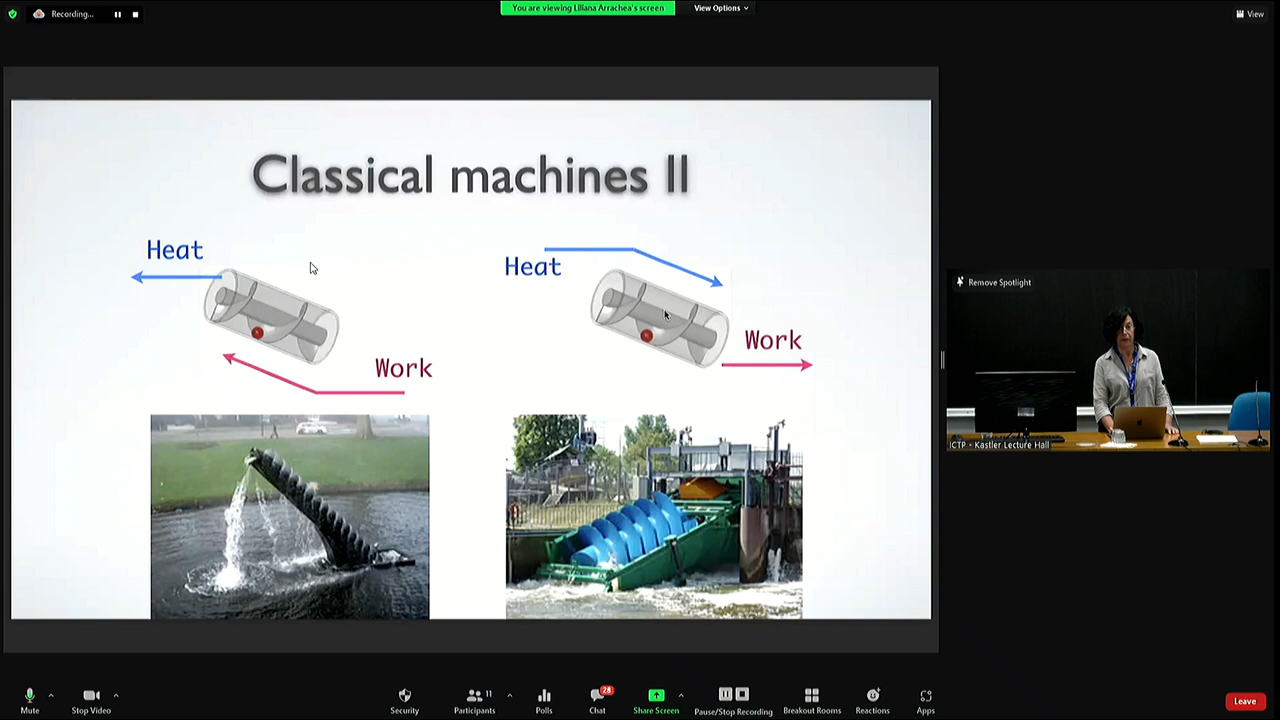 Recording...
You are viewing Liliana Arrachea's screen
View Options
View
Classical machines II
Heat
Work
Heat
Work
Remove Spotlight
ICTP - Kastler Lecture Hall
Mute
Stop Video
Security
Participants
11
Polls
Chat
28
Share Screen
Pause/Stop Recording
Breakout Rooms
Reactions
Apps
Leave